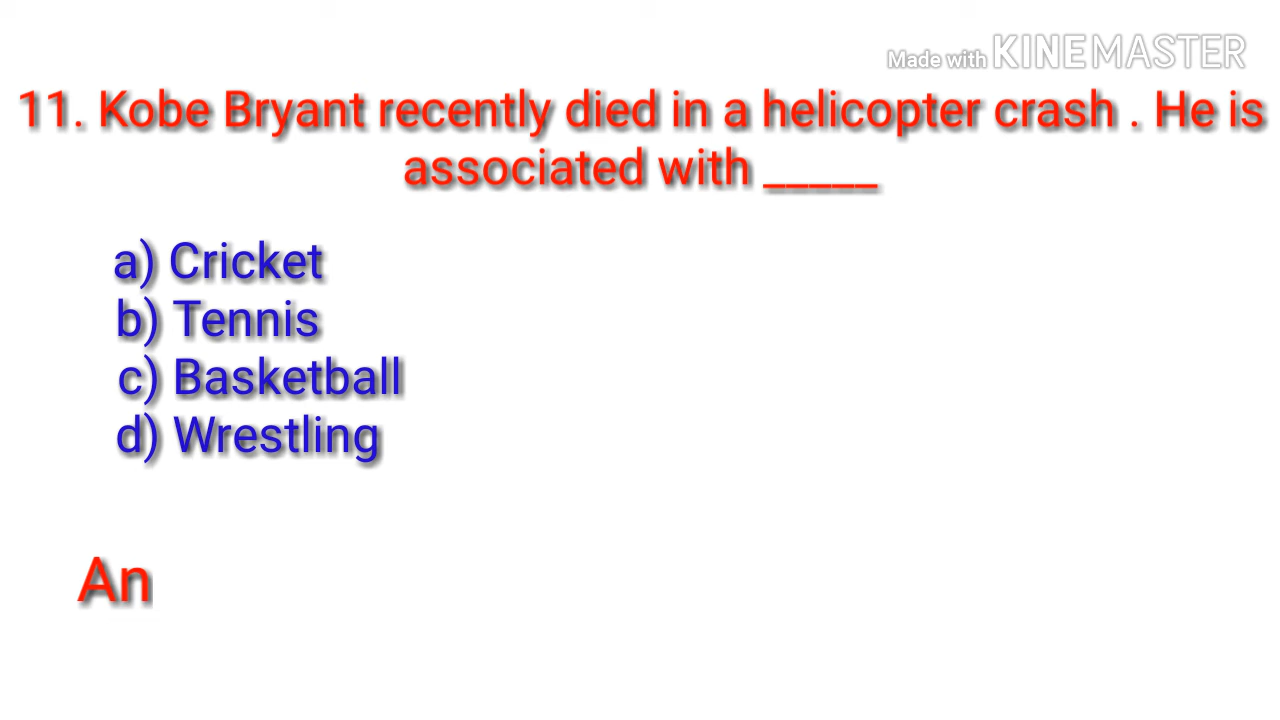 Made with KINEMASTER
11. Kobe Bryant recently died in a helicopter crash . He is
associated with _____
a) Cricket
b) Tennis
c) Basketball
d) Wrestling
An